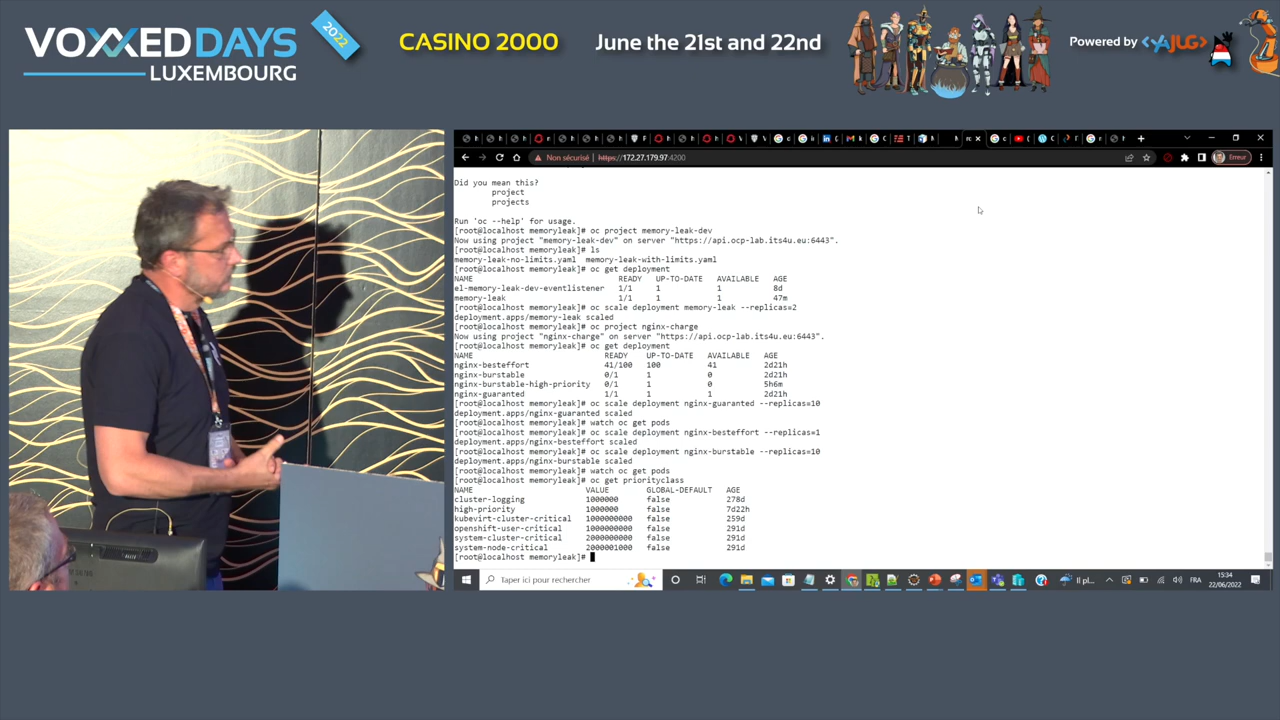 VOXXED DAYS
LUXEMBOURG
2022
CASINO 2000
June the 21st and 22nd
Powered by <YAJUG>
Non sécurisé
https://172.27.179.97:4200
Erreur
Did you mean this?
project
projects
Run 'oc --help' for usage.
[root@localhost memoryleak]# oc project memory-leak-dev
Now using project "memory-leak-dev" on server "https://api.ocp-lab.its4u.eu:6443".
[root@localhost memoryleak]# ls
memory-leak-no-limits.yaml memory-leak-with-limits.yaml
[root@localhost memoryleak]# oc get deployment
NAME READY UP-TO-DATE AVAILABLE AGE
el-memory-leak-dev-eventlistener 1/1 1 1 8d
memory-leak 1/1 1 1 47m
[root@localhost memoryleak]# oc scale deployment memory-leak --replicas=2
deployment.apps/memory-leak scaled
[root@localhost memoryleak]# oc project nginx-charge
Now using project "nginx-charge" on server "https://api.ocp-lab.its4u.eu:6443".
[root@localhost memoryleak]# oc get deployment
NAME READY UP-TO-DATE AVAILABLE AGE
nginx-besteffort 41/100 100 41 2d21h
nginx-burstable 0/1 1 0 2d21h
nginx-burstable-high-priority 0/1 1 0 5h6m
nginx-guaranted 1/1 1 1 2d21h
[root@localhost memoryleak]# oc scale deployment nginx-guaranted --replicas=10
deployment.apps/nginx-guaranted scaled
[root@localhost memoryleak]# watch oc get pods
[root@localhost memoryleak]# oc scale deployment nginx-besteffort --replicas=1
deployment.apps/nginx-besteffort scaled
[root@localhost memoryleak]# oc scale deployment nginx-burstable --replicas=10
deployment.apps/nginx-burstable scaled
[root@localhost memoryleak]# watch oc get pods
[root@localhost memoryleak]# oc get priorityclass
NAME VALUE GLOBAL-DEFAULT AGE
cluster-logging 1000000 false 278d
high-priority 1000000 false 7d22h
kubevirt-cluster-critical 1000000000 false 259d
openshift-user-critical 1000000000 false 291d
system-cluster-critical 2000000000 false 291d
system-node-critical 2000001000 false 291d
[root@localhost memoryleak]#
Taper ici pour rechercher
Il pl...
FRA
15:34
22/06/2022